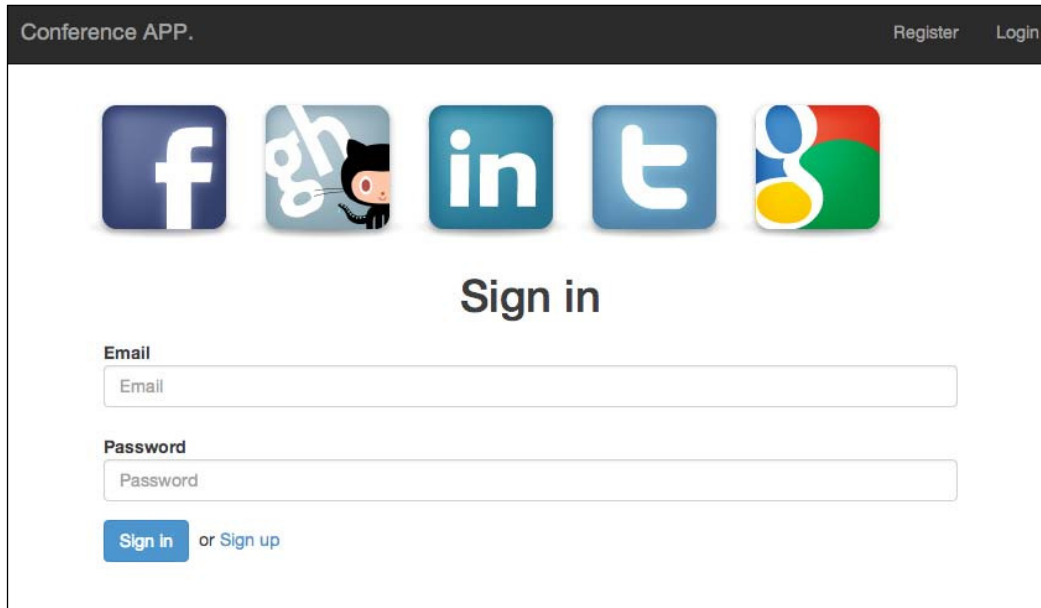 Conference APP. Register Login
f gh in t g
Sign in
Email
Email
Password
Password
Sign in or Sign up